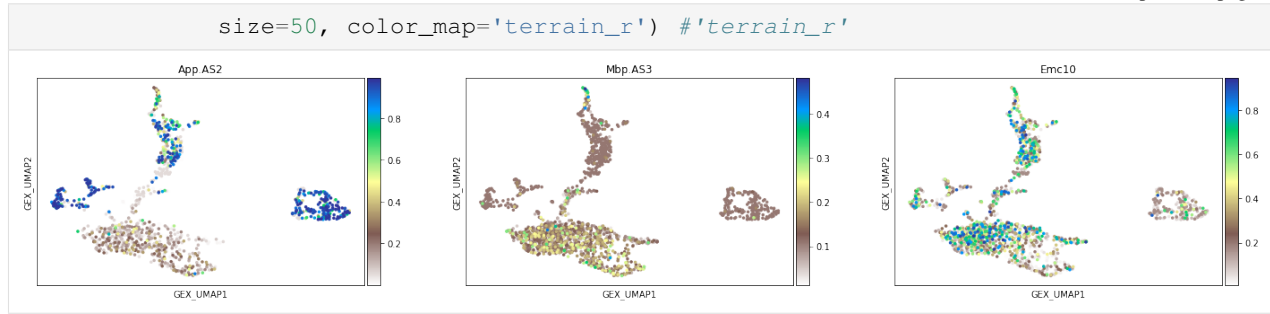 size=50, color_map='terrain_r') #'terrain_r'
App.AS2
Mbp.AS3
Emc10
GEX_UMAP2
0.8
0.6
0.4
0.2
GEX_UMAP2
0.4
0.3
0.2
0.1
GEX_UMAP2
0.8
0.6
0.4
0.2
GEX_UMAP1
GEX_UMAP1
GEX_UMAP1